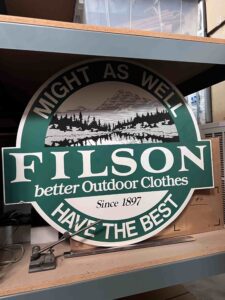 MIGHT AS WELL
FILSON
better Outdoor Clothes
Since 1897
HAVE THE BEST